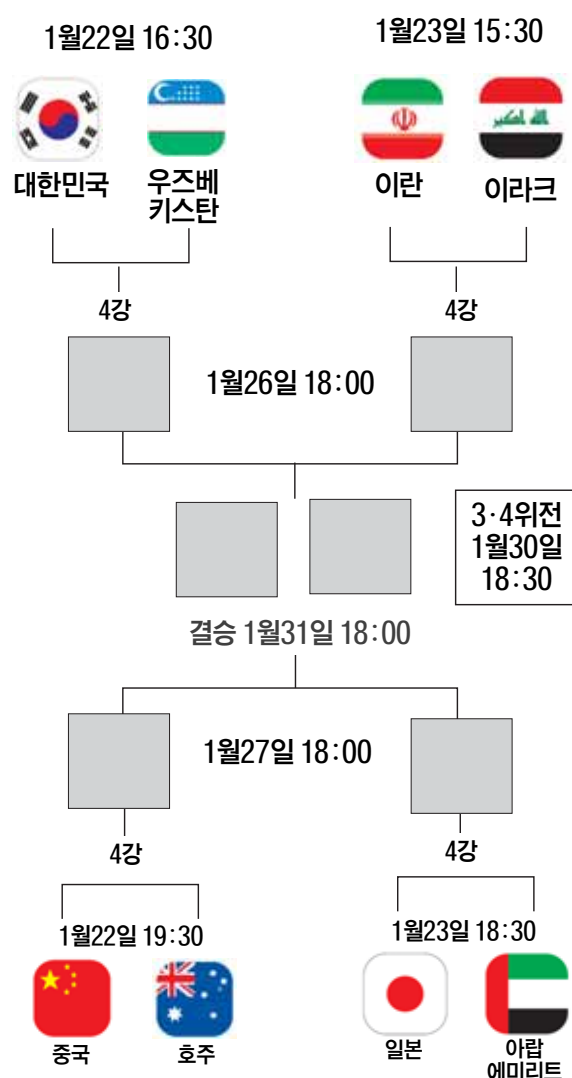 1월22일 16:30
1월23일 15:30
대한민국
우즈베
키스탄
이란
이라크
4강
4강
1월26일 18:00
3·4위전
1월30일
18:30
결승 1월31일 18:00
1월27일 18:00
4강
4강
1월22일 19:30
1월23일 18:30
중국
호주
일본
아랍
에미리트